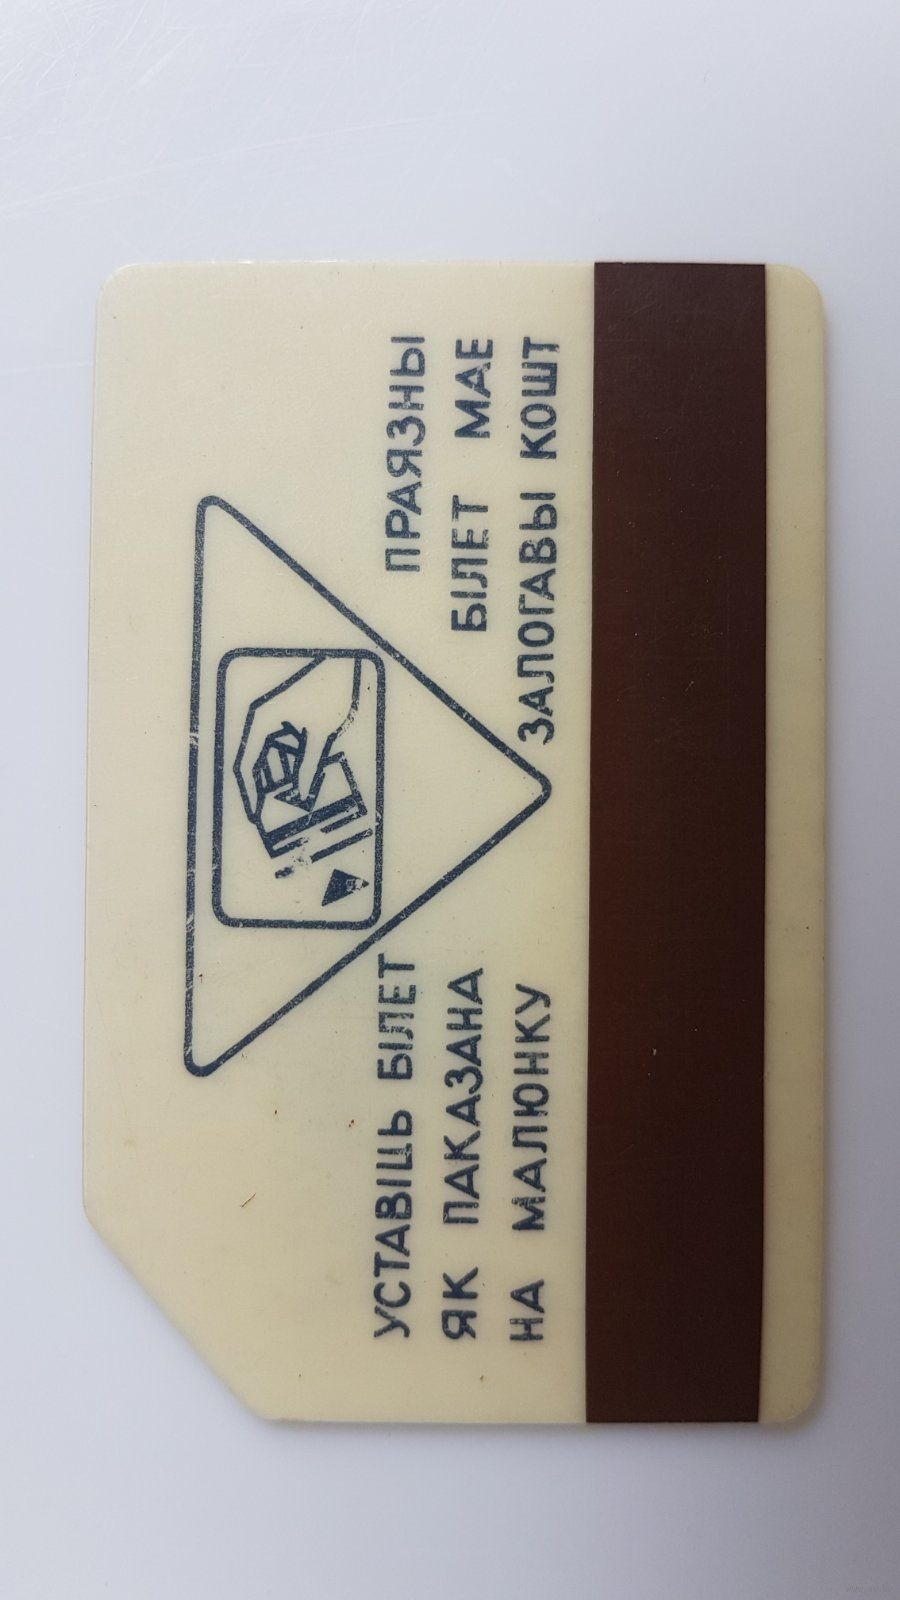 УСТАВІЦЬ БІЛЕТ
ЯК ПАКАЗАНА
НА МАЛЮНКУ
ПРАЯЗНЫ
БІЛЕТ МАЕ
ЗАЛОГАВЫ КОШТ